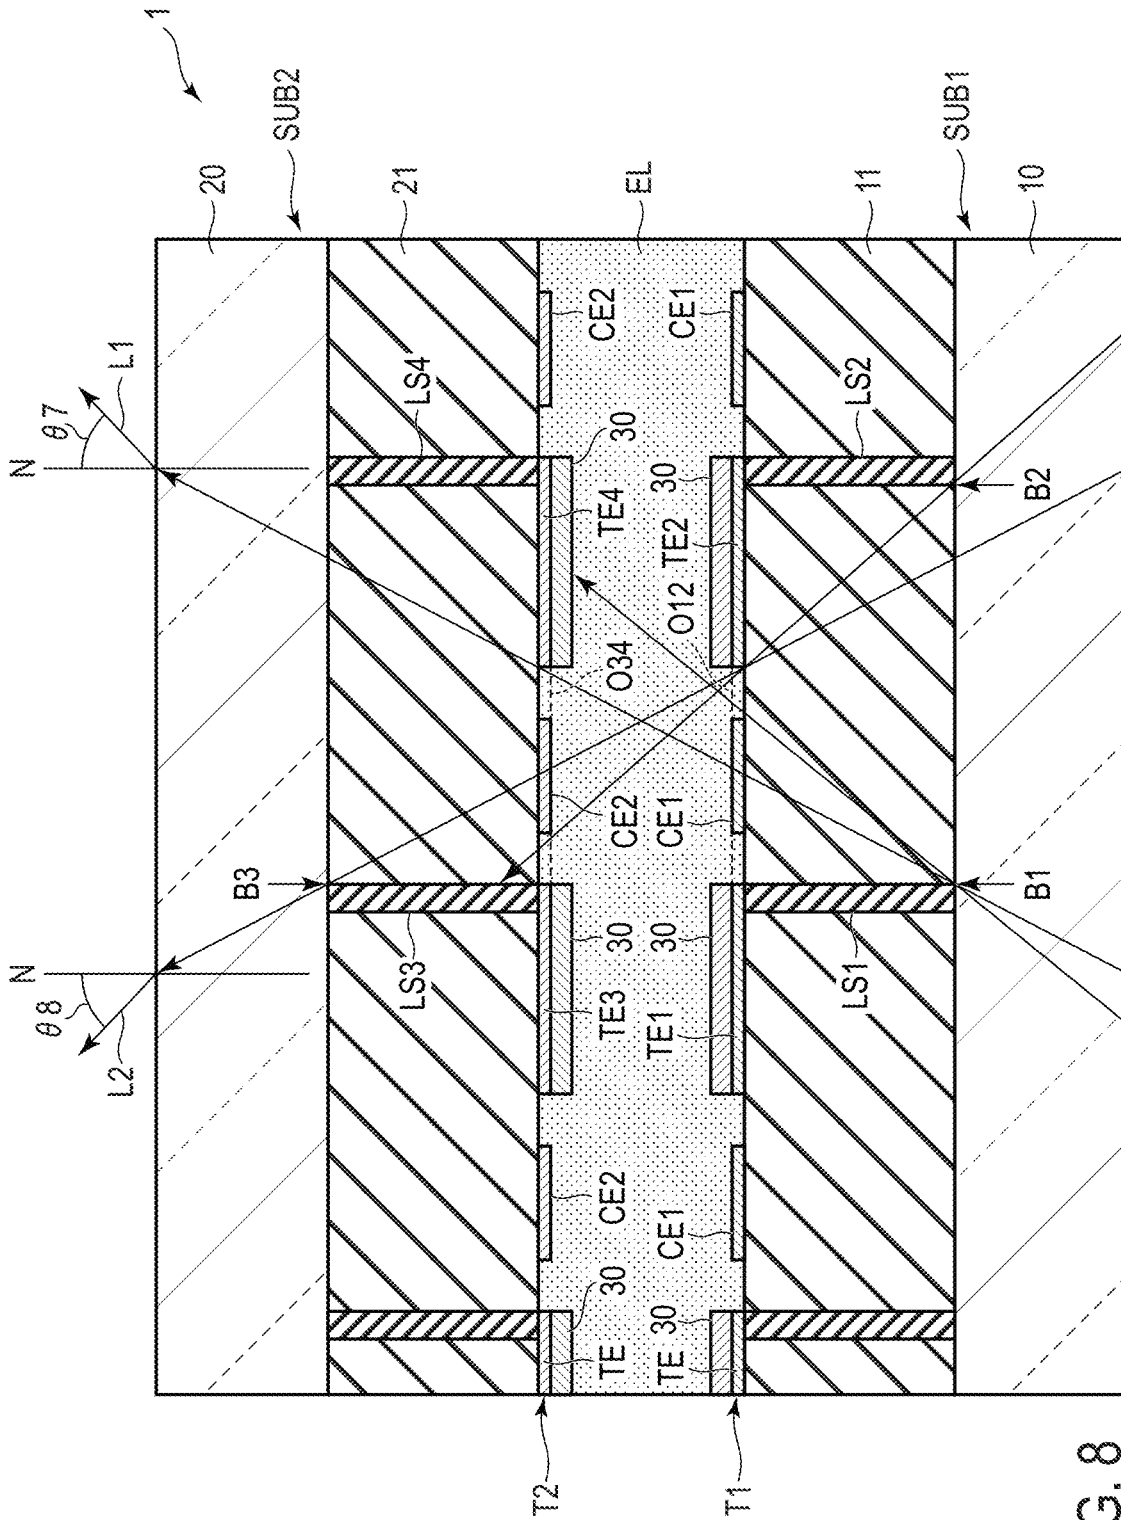 1
20
SUB2
21
EL
11
SUB1
10
N
θ7
L1
LS4
30
CE2
CE1
LS2
30
TE4
TE2
O12
B2
O34
CE2
CE1
B3
B1
N
θ8
L2
LS3
30
30
LS1
TE3
TE1
CE2
CE1
30
30
TE
TE
T2
T1
G. 8